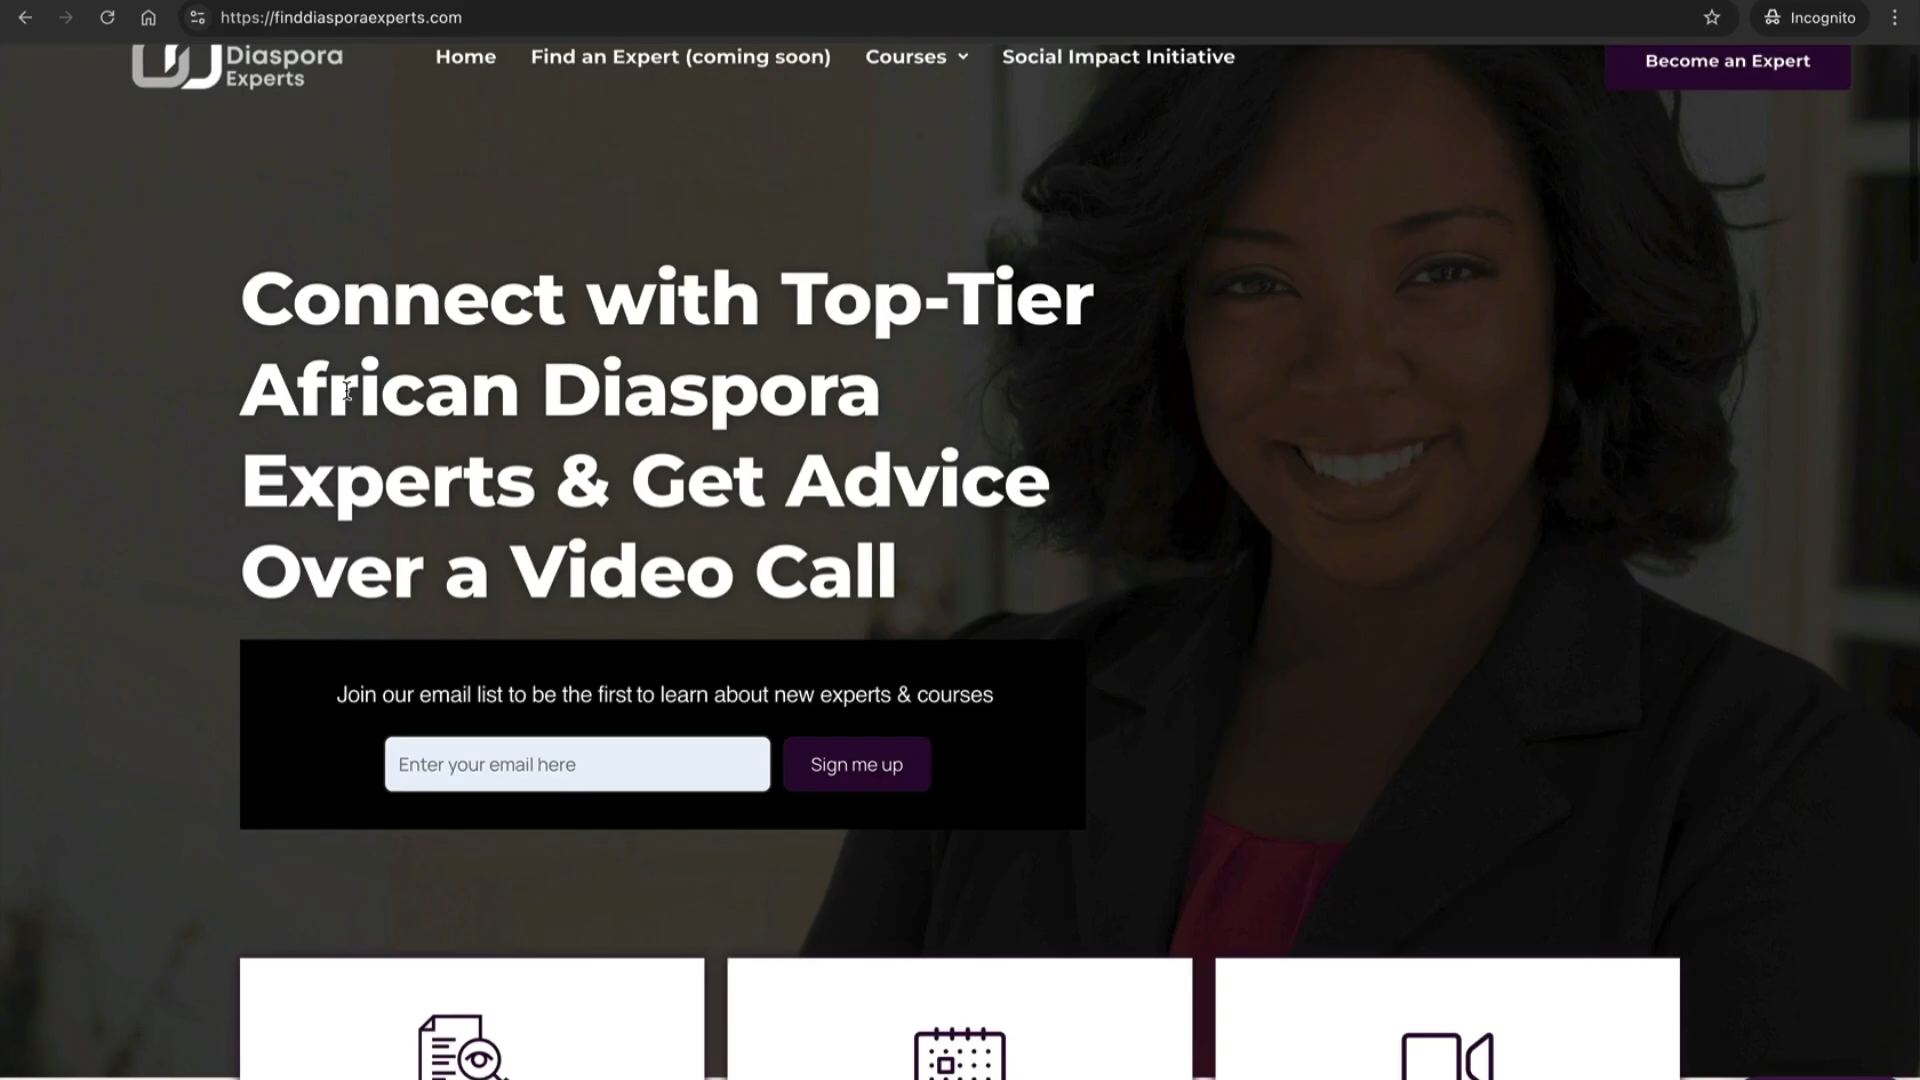 https://finddiasporaexperts.com
Incognito
Diaspora
Experts
Home
Find an Expert (coming soon)
Courses
Social Impact Initiative
Become an Expert
Connect with Top-Tier
African Diaspora
Experts & Get Advice
Over a Video Call
Join our email list to be the first to learn about new experts & courses
Enter your email here
Sign me up